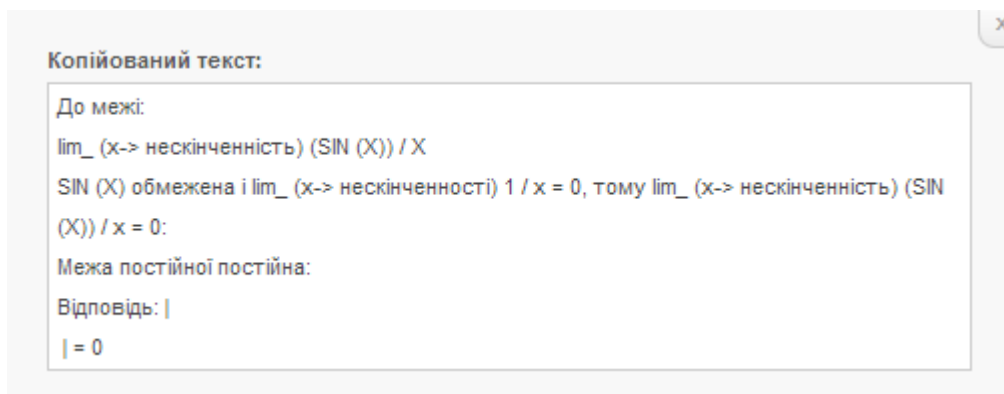 Копійований текст:
До межі:
lim_ (x-> нескінченність) (SIN (X)) / X
SIN (X) обмежена і lim_ (x-> нескінченності) 1 / x = 0, тому lim_ (x-> нескінченність) (SIN
(X)) / x = 0:
Межа постійної постійна:
Відповідь: |
| = 0
x